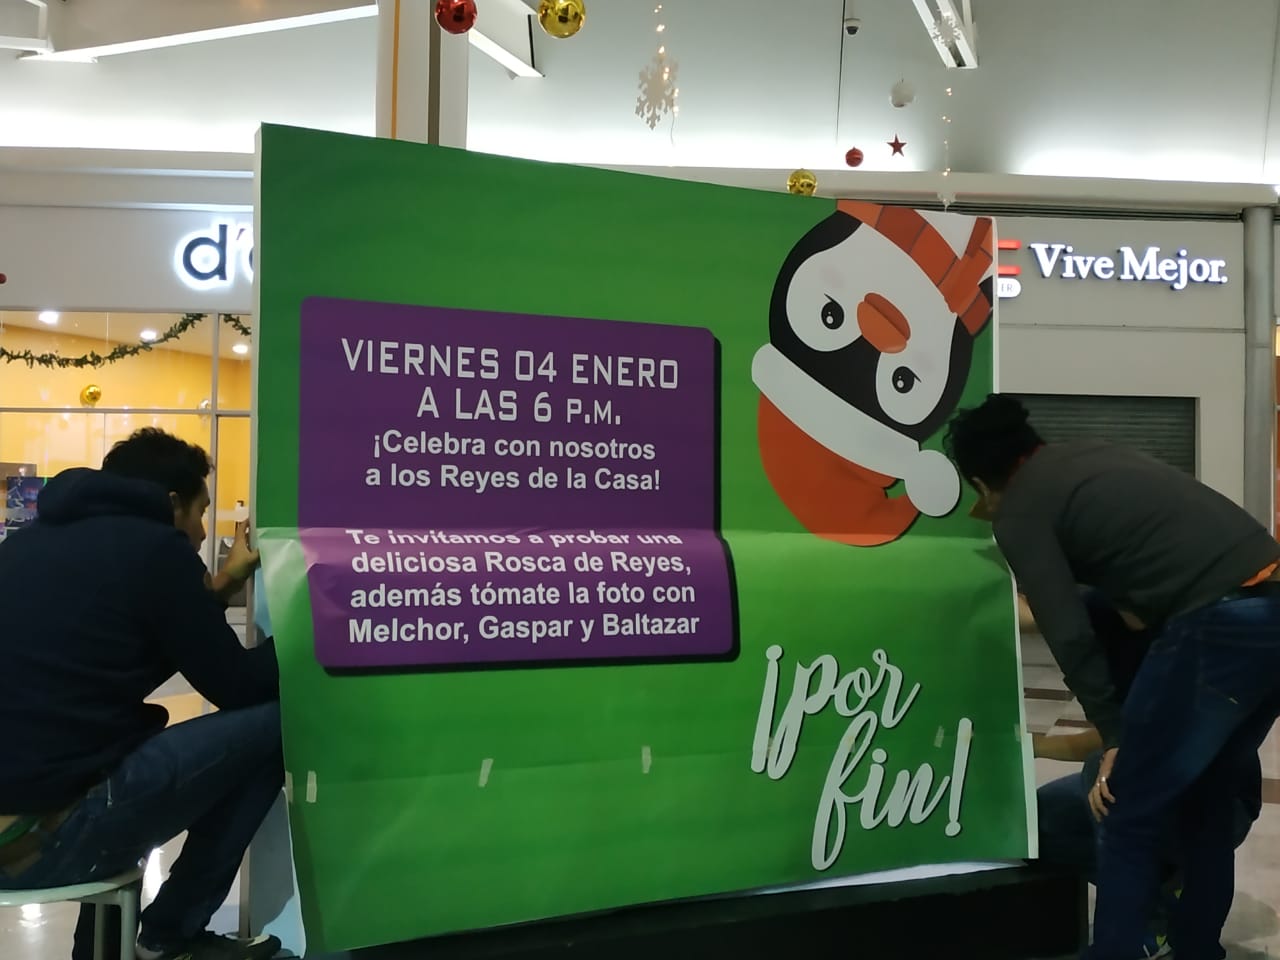 d'
Vive Mejor.
ER
VIERNES 04 ENERO
A LAS 6 P.M.
¡Celebra con nosotros
a los Reyes de la Casa!
Te invitamos a probar una
deliciosa Rosca de Reyes,
además tómate la foto con
Melchor, Gaspar y Baltazar
¡por
fin!